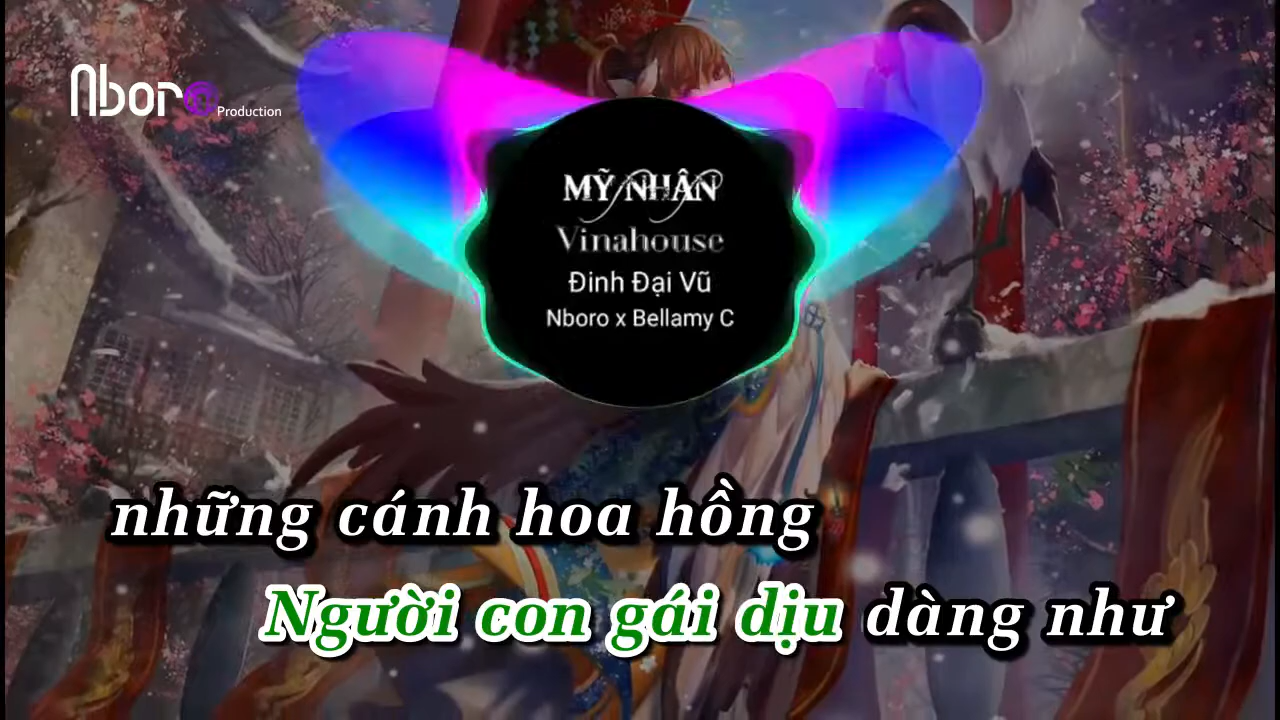 Nboro
Production
MỸ NHÂN
Vinahouse
Đinh Đại Vũ
Nboro x Bellamy C
những cánh hoa hồng
Người con gái dịu dàng như